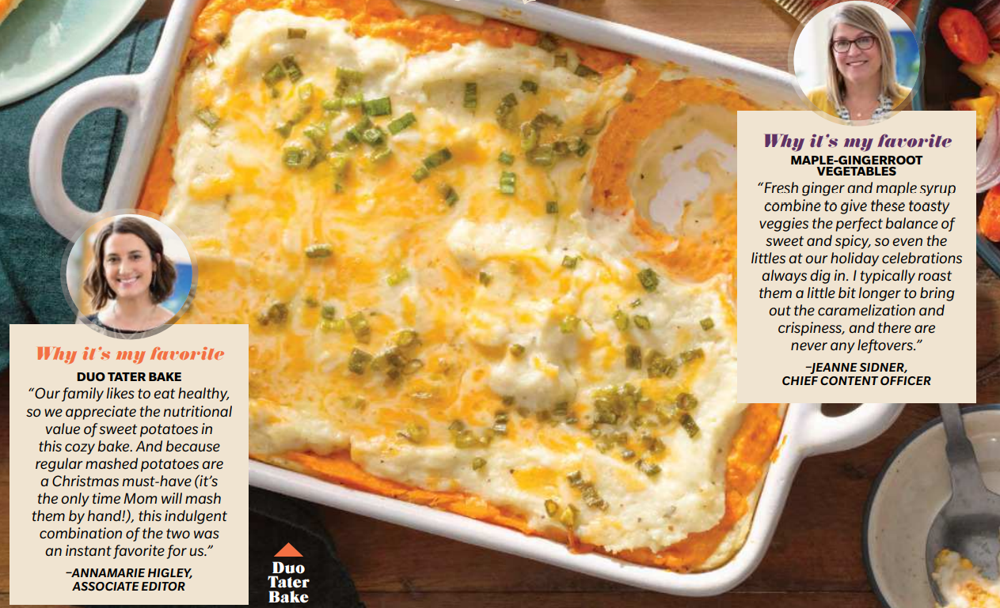 Why it's my favorite
DUO TATER BAKE
“Our family likes to eat healthy,
so we appreciate the nutritional
value of sweet potatoes in
this cozy bake. And because
regular mashed potatoes are
a Christmas must-have (it’s
the only time Mom will mash
them by hand!), this indulgent
combination of the two was
an instant favorite for us.”
–ANNAMARIE HIGLEY,
ASSOCIATE EDITOR
Duo
Tater
Bake
Why it's my favorite
MAPLE-GINGERROOT
VEGETABLES
“Fresh ginger and maple syrup
combine to give these toasty
veggies the perfect balance of
sweet and spicy, so even the
littles at our holiday celebrations
always dig in. I typically roast
them a little bit longer to bring
out the caramelization and
crispiness, and there are
never any leftovers.”
–JEANNE SIDNER,
CHIEF CONTENT OFFICER